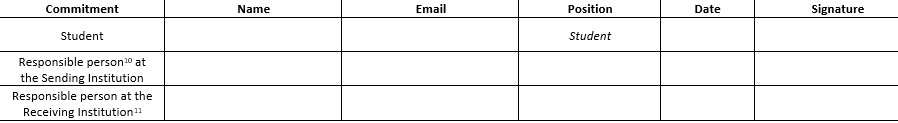 Commitment Name Email Position Date Signature
Student Student
Responsible person¹⁰ at
the Sending Institution
Responsible person at the
Receiving Institution¹¹